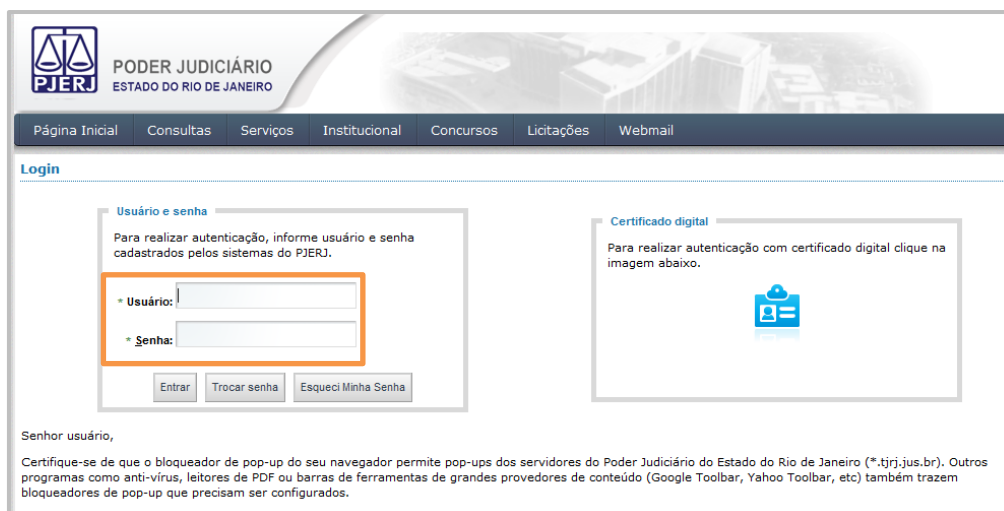 PJERJ
PODER JUDICIÁRIO
ESTADO DO RIO DE JANEIRO
Página Inicial Consultas Serviços Institucional Concursos Licitações Webmail
Login
Usuário e senha
Para realizar autenticação, informe usuário e senha
cadastrados pelos sistemas do PJERJ.
* Usuário:
* Senha:
Entrar Trocar senha Esqueci Minha Senha
Certificado digital
Para realizar autenticação com certificado digital clique na
imagem abaixo.
Senhor usuário,
Certifique-se de que o bloqueador de pop-up do seu navegador permite pop-ups dos servidores do Poder Judiciário do Estado do Rio de Janeiro (*.tjrj.jus.br). Outros
programas como anti-vírus, leitores de PDF ou barras de ferramentas de grandes provedores de conteúdo (Google Toolbar, Yahoo Toolbar, etc) também trazem
bloqueadores de pop-up que precisam ser configurados.